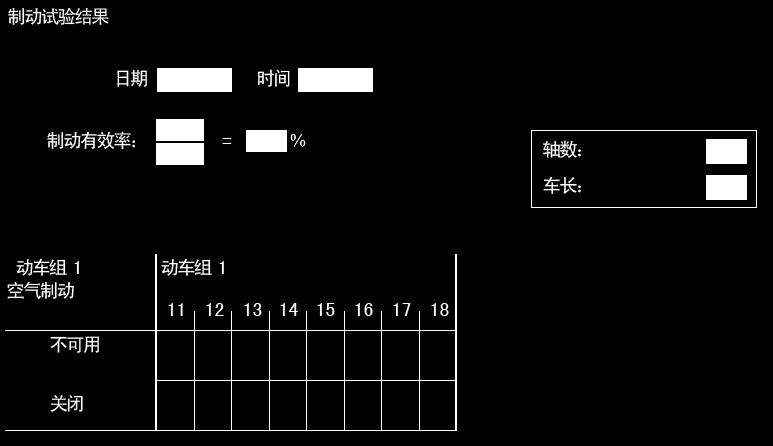 制动试验结果
日期 时间
制动有效率: = %
轴数:
车长:
动车组 1 动车组 1
空气制动
11 12 13 14 15 16 17 18
不可用
关闭